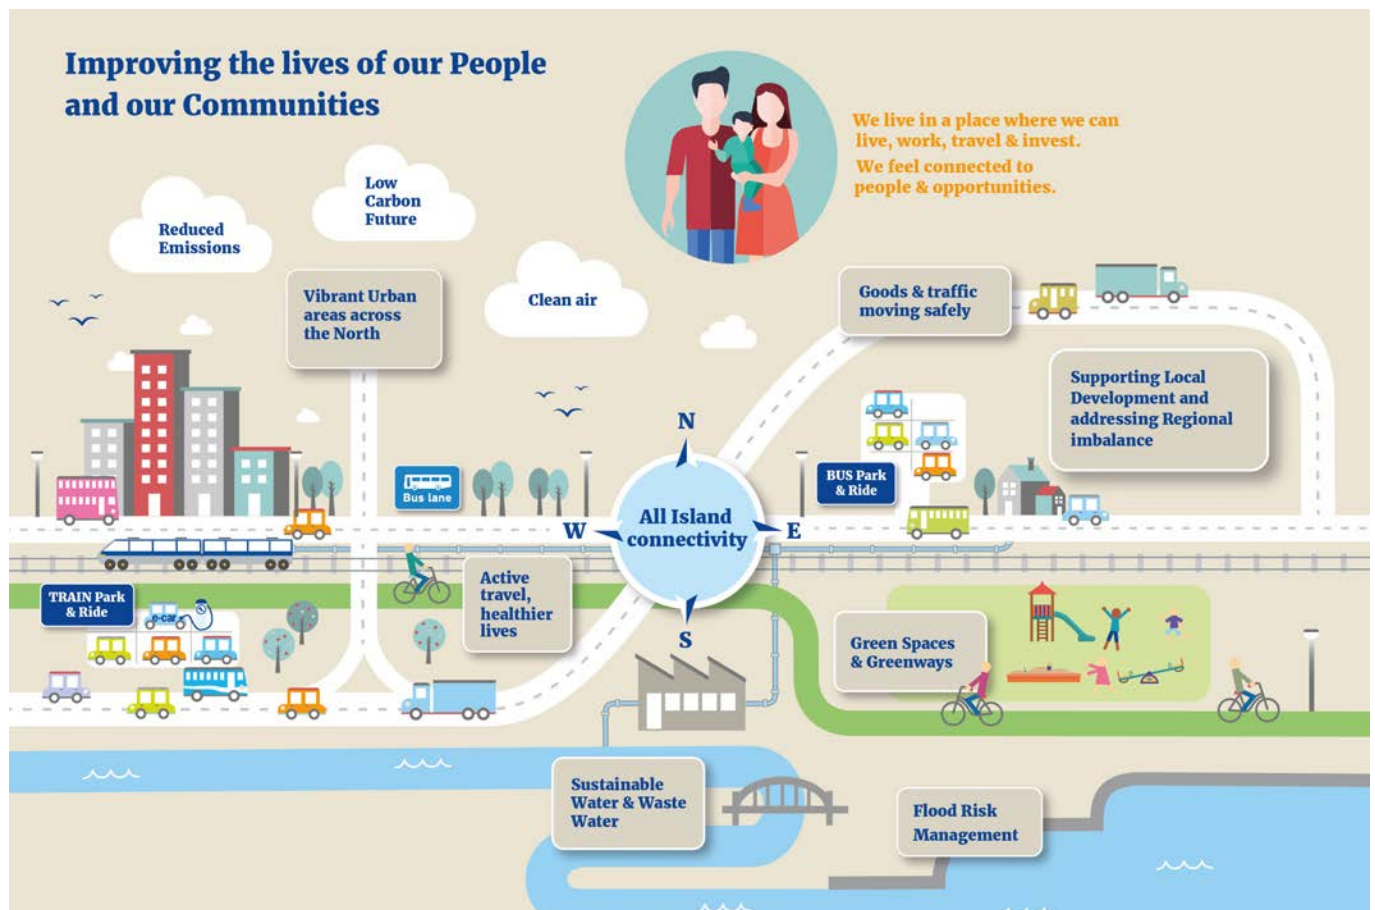 Improving the lives of our People
and our Communities
We live in a place where we can
live, work, travel & invest.
We feel connected to
people & opportunities.
Low
Carbon
Future
Reduced
Emissions
Clean air
Vibrant Urban
areas across
the North
Goods & traffic
moving safely
Supporting Local
Development and
addressing Regional
imbalance
N
Bus lane
BUS Park
& Ride
W
All Island
connectivity
E
S
TRAIN Park
& Ride
e-car
Active
travel,
healthier
lives
Green Spaces
& Greenways
Sustainable
Water & Waste
Water
Flood Risk
Management